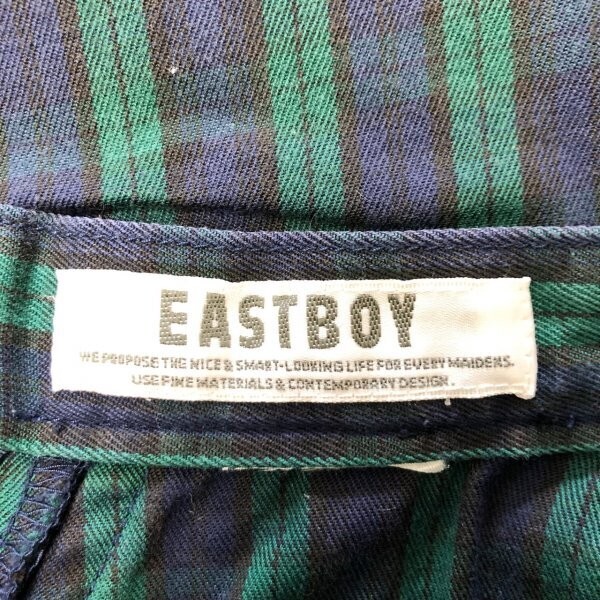 EASTBOY
WE PROPOSE THE NICE & SMART-LOOKING LIFE FOR EVERY MAIDENS.
USE FINE MATERIALS & CONTEMPORARY DESIGN.